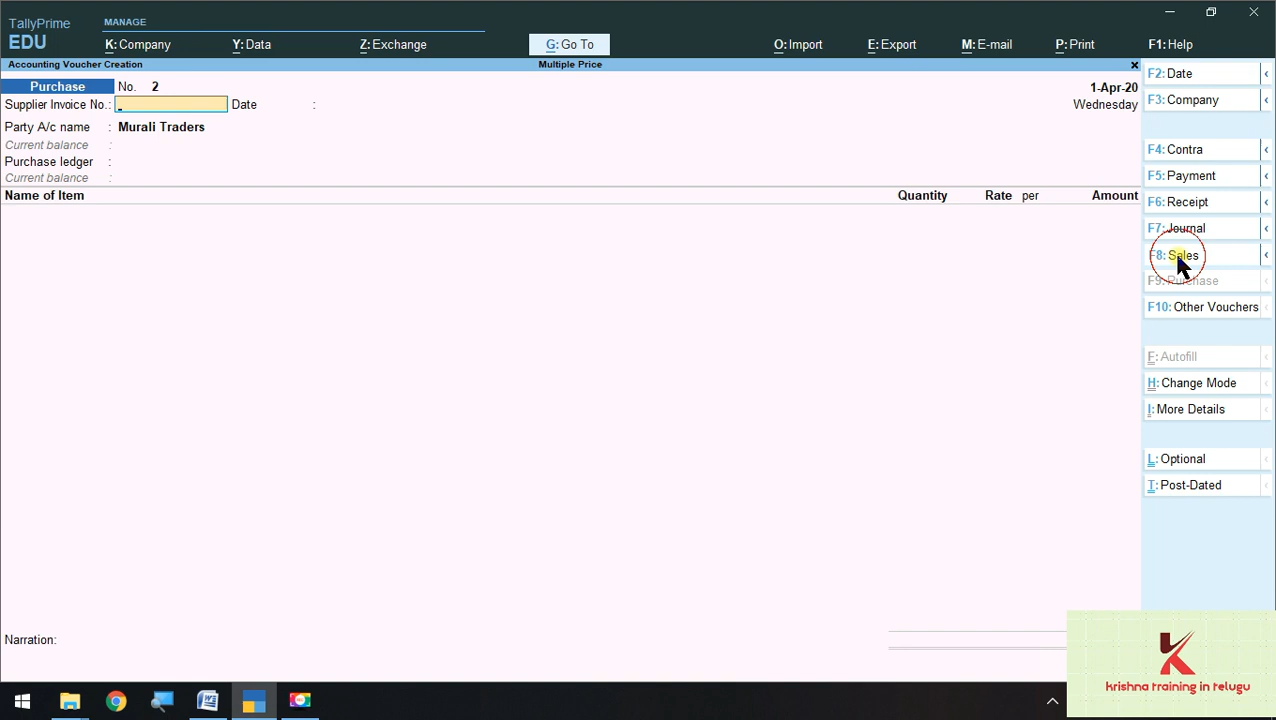 TallyPrime
MANAGE
EDU
K:Company
Y:Data
Z:Exchange
G:Go To
O:Import
E:Export
M:E-mail
P:Print
F1:Help
Accounting Voucher Creation
Multiple Price
×
Purchase No. 2
1-Apr-20
Supplier Invoice No.:
Date :
Wednesday
Party A/c name : Murali Traders
Current balance :
Purchase ledger :
Current balance :
Name of Item
Quantity
Rate per
Amount
Narration:
F2:Date
F3:Company
F4:Contra
F5:Payment
F6:Receipt
F7:Journal
F8:Sales
F9:Purchase
F10:Other Vouchers
F:Autofill
H:Change Mode
I:More Details
L:Optional
T:Post-Dated
krishna training in telugu